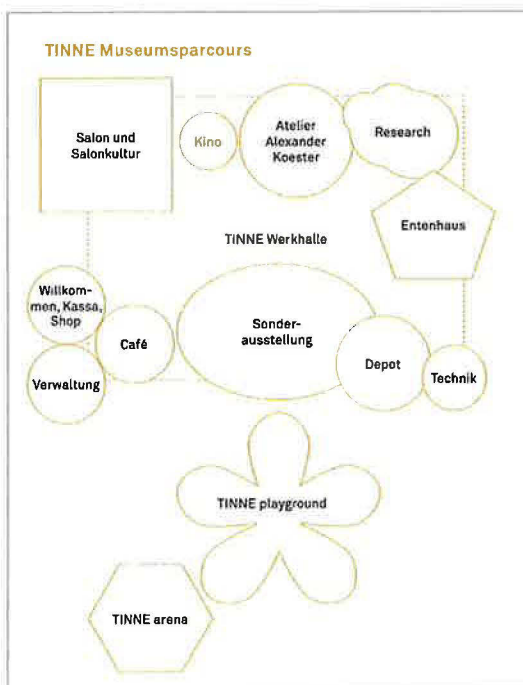 TINNE Museumsparcours
Salon und
Salonkultur
Kino
Atelier
Alexander
Koester
Research
Entenhaus
TINNE Werkhalle
Willkom-
men, Kassa,
Shop
Café
Sonder-
ausstellung
Depot
Technik
Verwaltung
TINNE playground
TINNE arena